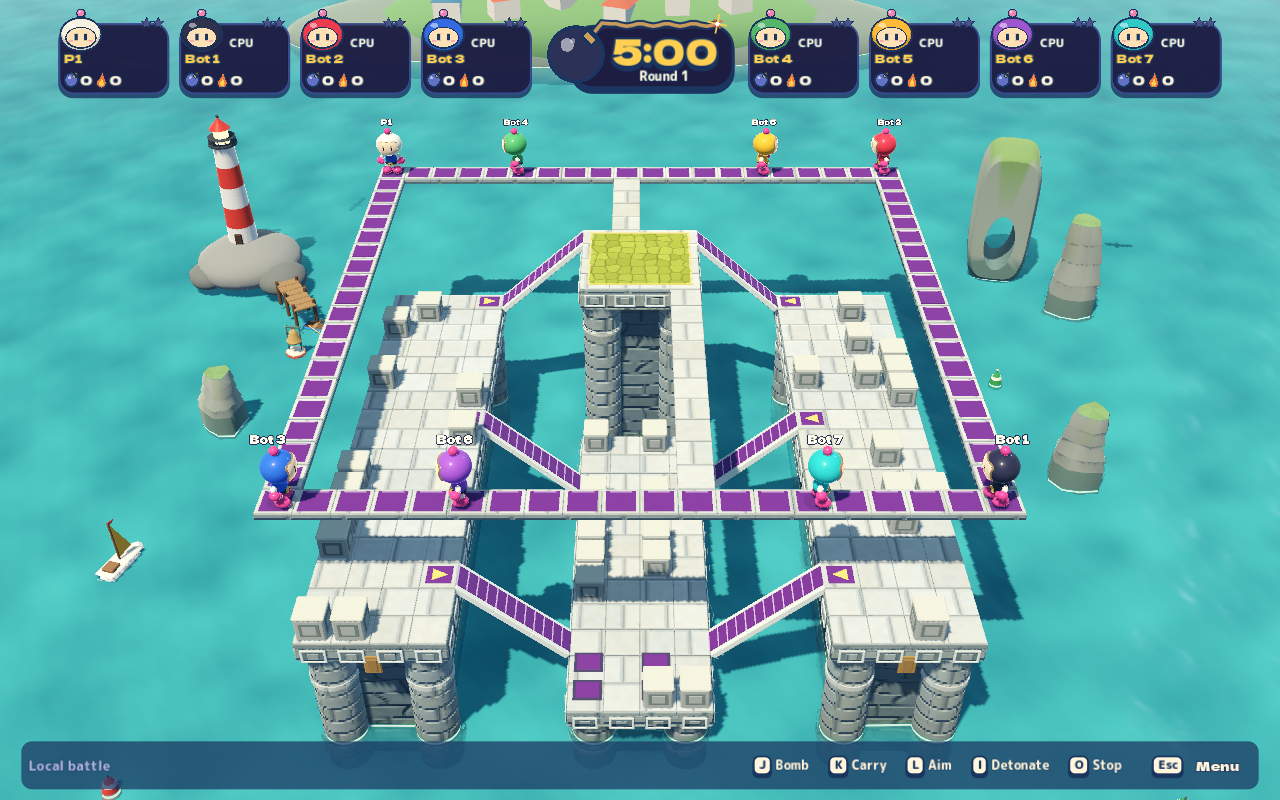 P1
0 0
CPU
Bot 1
0 0
CPU
Bot 2
0 0
CPU
Bot 3
0 0
5:00
Round 1
CPU
Bot 4
0 0
CPU
Bot 5
0 0
CPU
Bot 6
0 0
CPU
Bot 7
0 0
P1
Bot 4
Bot 5
Bot 2
Bot 3
Bot 6
Bot 7
Bot 1
Local battle
J Bomb
K Carry
L Aim
I Detonate
O Stop
Esc Menu